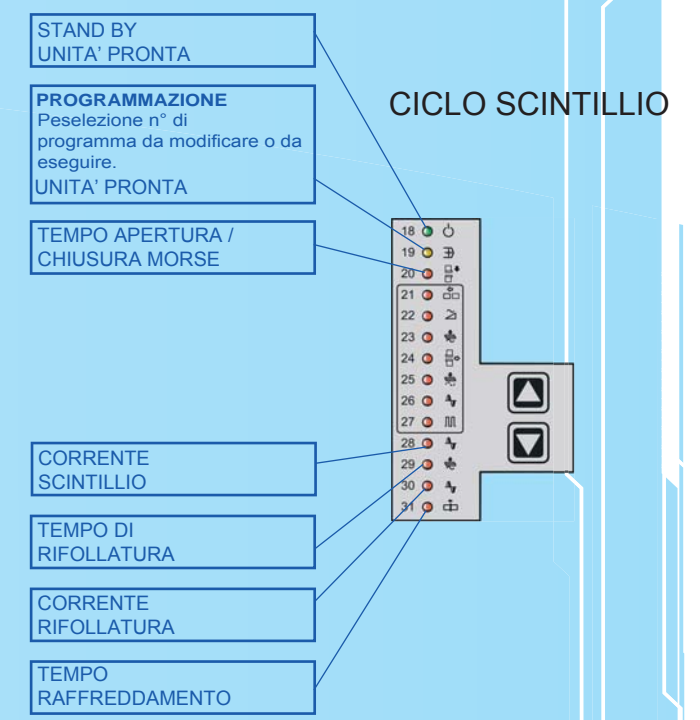 STAND BY
UNITA' PRONTA
PROGRAMMAZIONE
Peselezione n° di
programma da modificare o da
eseguire.
UNITA' PRONTA
CICLO SCINTILLIO
TEMPO APERTURA /
CHIUSURA MORSE
18
19
20
21
22
23
24
25
26
27
28
29
30
31
CORRENTE
SCINTILLIO
TEMPO DI
RIFOLLATURA
CORRENTE
RIFOLLATURA
TEMPO
RAFFREDDAMENTO